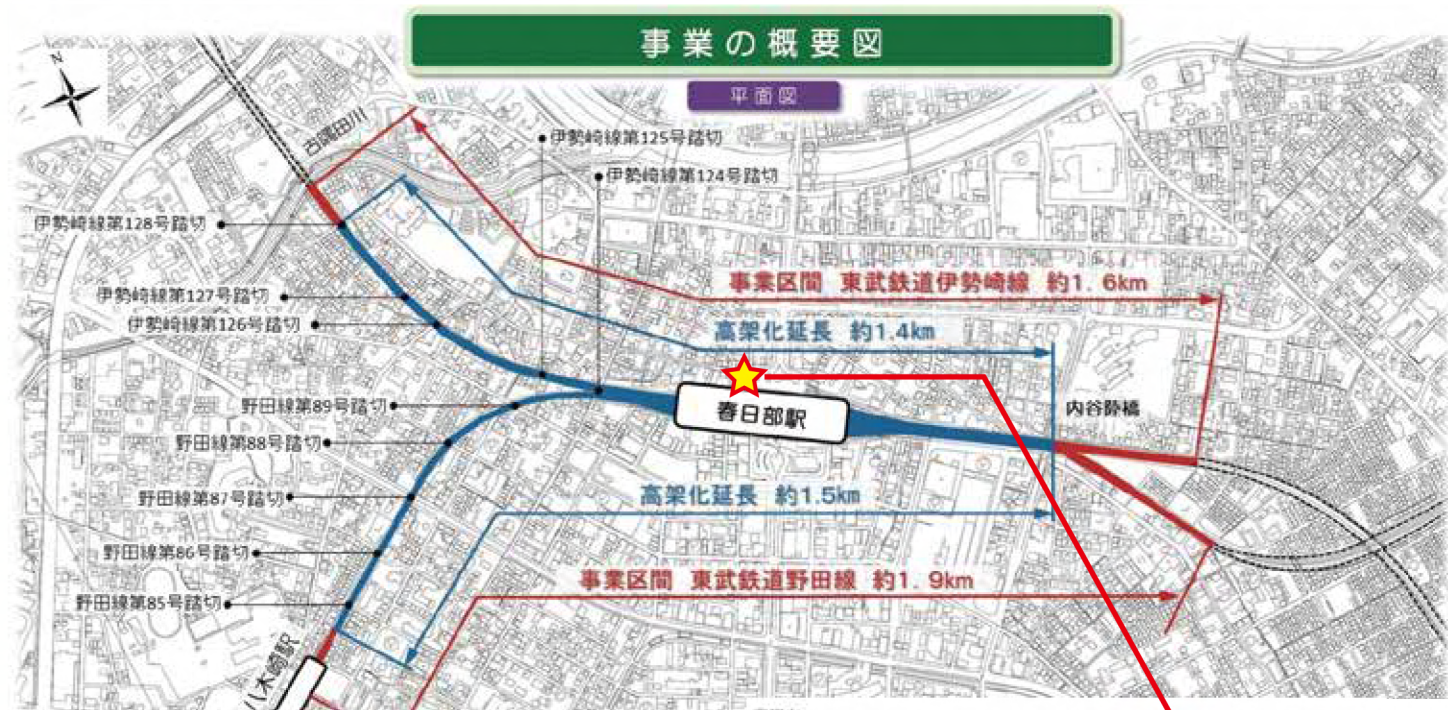 事業の概要図
平面図
N
古隅田川
伊勢崎線第125号踏切
伊勢崎線第124号踏切
伊勢崎線第128号踏切
事業区間 東武鉄道伊勢崎線 約1.6km
伊勢崎線第127号踏切
伊勢崎線第126号踏切
高架化延長 約1.4km
野田線第89号踏切
春日部駅
内谷陸橋
野田線第88号踏切
野田線第87号踏切
高架化延長 約1.5km
野田線第86号踏切
事業区間 東武鉄道野田線 約1.9km
野田線第85号踏切
八木崎駅